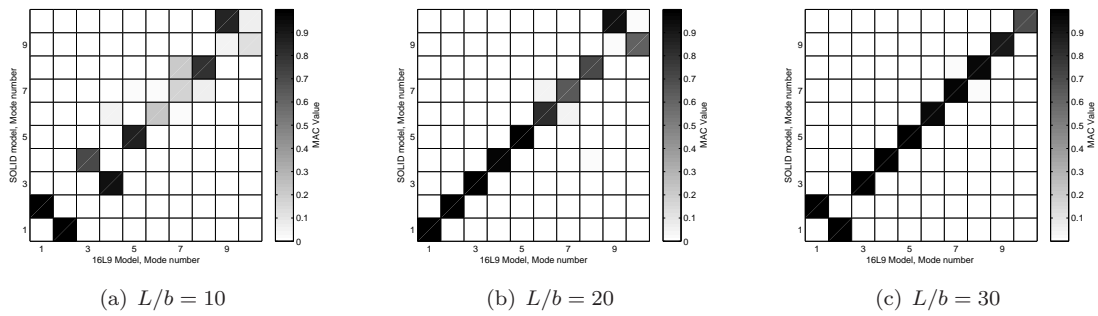 9
7
5
3
1
SOLID model, Mode number
1 3 5 7 9
16L9 Model, Mode number
0.9
0.8
0.7
0.6
0.5
0.4
0.3
0.2
0.1
0
MAC Value
(a) L/b = 10
9
7
5
3
1
SOLID model, Mode number
1 3 5 7 9
16L9 Model, Mode number
0.9
0.8
0.7
0.6
0.5
0.4
0.3
0.2
0.1
0
MAC Value
(b) L/b = 20
9
7
5
3
1
SOLID model, Mode number
1 3 5 7 9
16L9 Model, Mode number
0.9
0.8
0.7
0.6
0.5
0.4
0.3
0.2
0.1
MAC Value
(c) L/b = 30